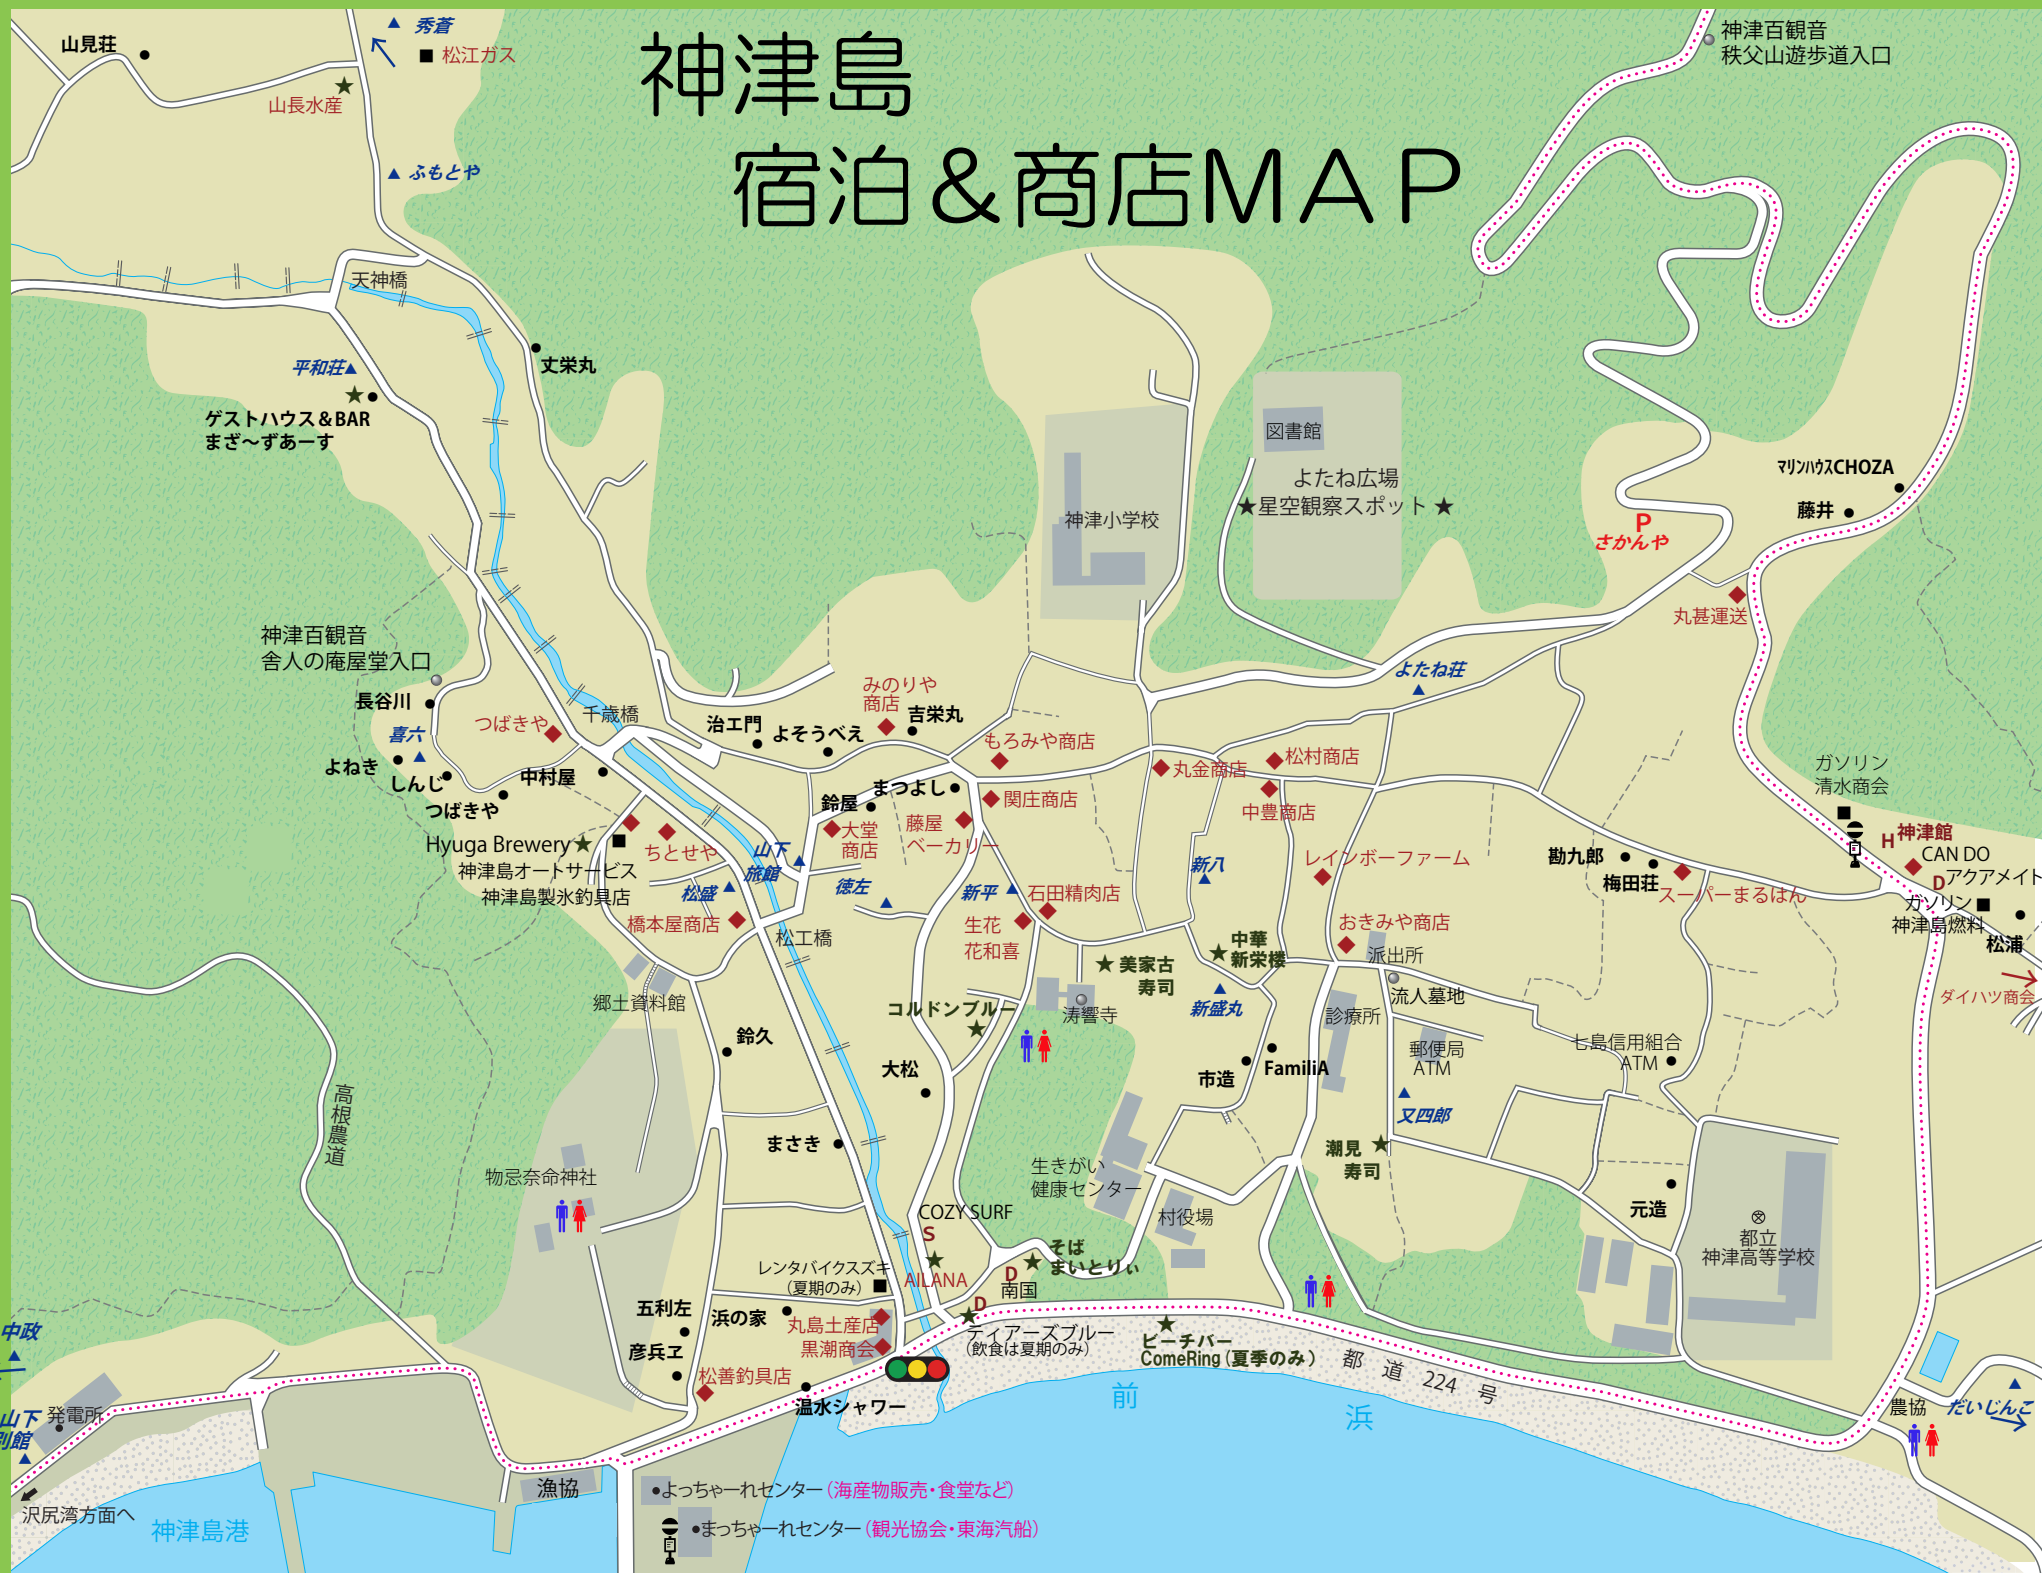 神津島
宿泊＆商店MAP
山見荘
秀蒼
松江ガス
山長水産
ふもとや
神津百観音
秩父山遊歩道入口
天神橋
平和荘
丈栄丸
ゲストハウス＆BAR
まざ～ずあーす
図書館
よたね広場
★星空観察スポット★
神津小学校
マリンハウスCHOZA
藤井
P
さかんや
丸甚運送
神津百観音
舎人の庵屋堂入口
長谷川
喜六
よねき
しんじ
つばきや
つばきや
千歳橋
中村屋
治エ門
よそうべえ
みのりや
商店
吉栄丸
もろみや商店
よたね荘
丸金商店
松村商店
中豊商店
まつよし
関庄商店
鈴屋
大堂
商店
藤屋
ベーカリー
ガソリン
清水商会
H
神津館
CAN DO
D
アクアメイト
ガソリン
神津島燃料
松浦
ダイハツ商会
Hyuga Brewery
神津島オートサービス
神津島製氷釣具店
ちとせや
山下
旅館
松盛
橋本屋商店
徳左
新平
石田精肉店
生花
花和喜
新八
レインボーファーム
勘九郎
梅田荘
スーパーまるはん
おきみや商店
派出所
流人墓地
松工橋
郷土資料館
中華
新栄楼
美家古
寿司
新盛丸
コルドンブルー
涛響寺
診療所
郵便局
ATM
七島信用組合
ATM
鈴久
大松
市造
FamiliA
又四郎
高根農道
まさき
潮見
寿司
物忌奈命神社
生きがい
健康センター
村役場
元造
都立
神津高等学校
COZY SURF
S
AILANA
そば
まいとりぃ
D
南国
D
レンタバイクスズキ
（夏期のみ）
五利左
浜の家
丸島土産店
黒潮商会
ティアーズブルー
（飲食は夏期のみ）
ビーチバー
ComeRing（夏季のみ）
彦兵ヱ
松善釣具店
温水シャワー
都道224号
前浜
中政
山下
別館
発電所
沢尻湾方面へ
神津島港
漁協
農協
だいじんこ
●よっちゃーれセンター（海産物販売・食堂など）
●まっちゃーれセンター（観光協会・東海汽船）